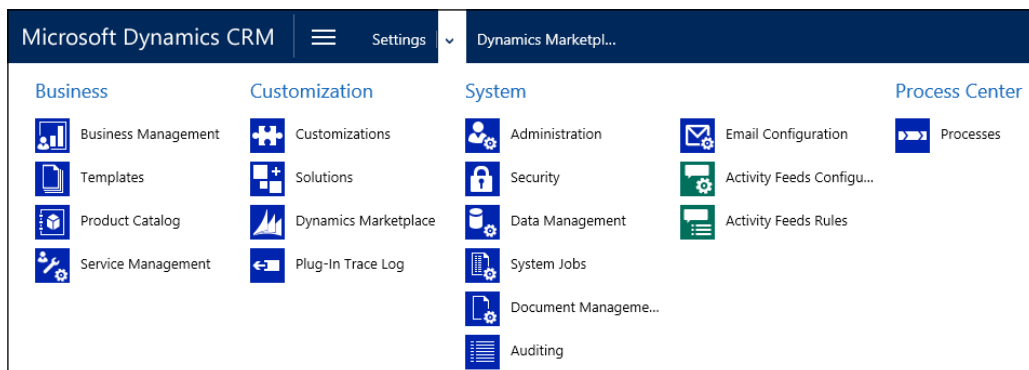 Microsoft Dynamics CRM
Settings
Dynamics Marketpl...
Business
Business Management
Templates
Product Catalog
Service Management
Customization
Customizations
Solutions
Dynamics Marketplace
Plug-In Trace Log
System
Administration
Security
Data Management
System Jobs
Document Manageme...
Auditing
Email Configuration
Activity Feeds Configu...
Activity Feeds Rules
Process Center
Processes